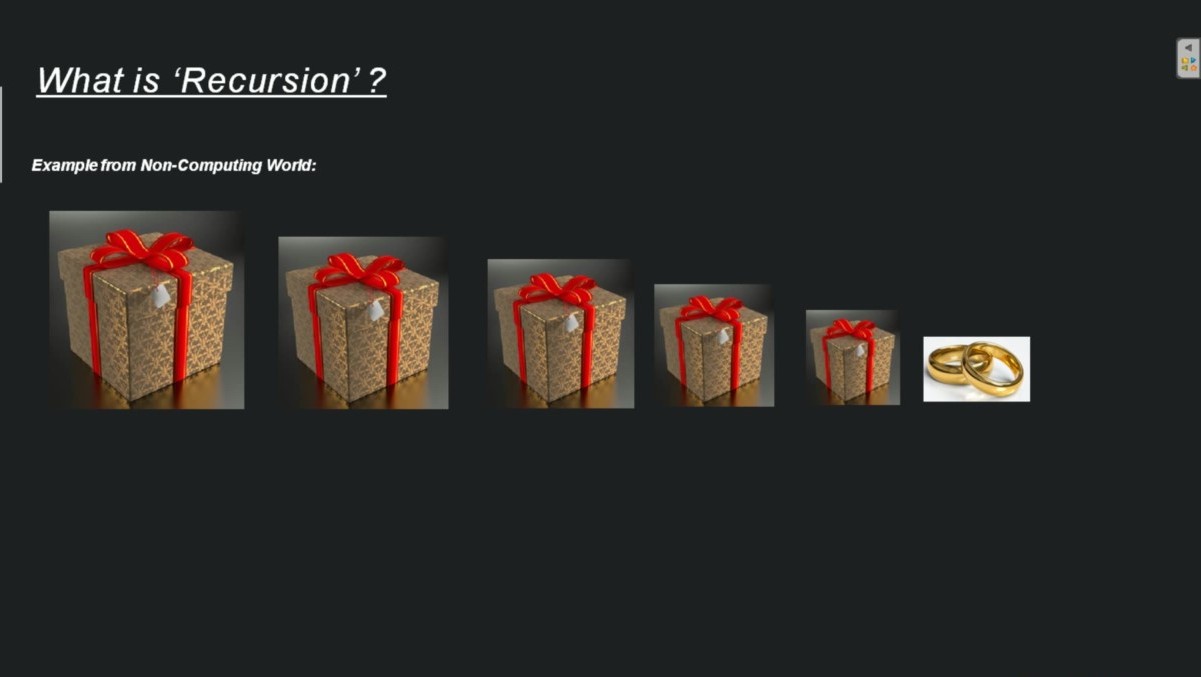 What is ‘Recursion’ ?
Example from Non-Computing World: